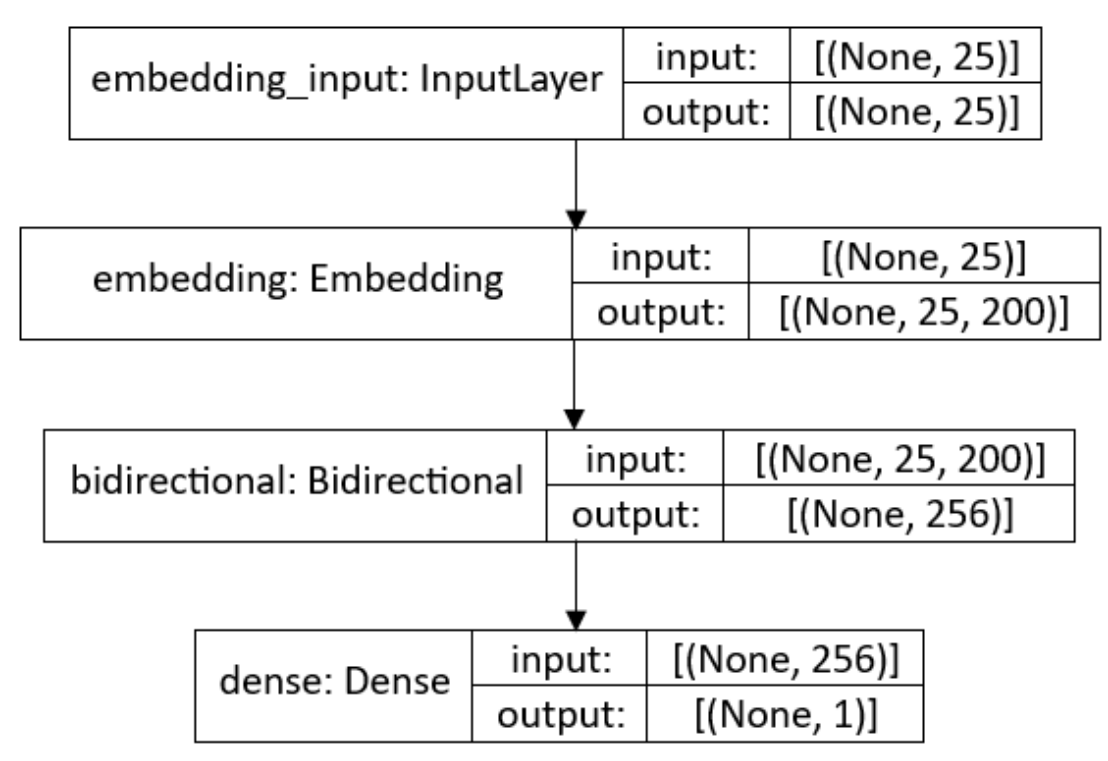 embedding_input: InputLayer
input: [(None, 25)]
output: [(None, 25)]
embedding: Embedding
input: [(None, 25)]
output: [(None, 25, 200)]
bidirectional: Bidirectional
input: [(None, 25, 200)]
output: [(None, 256)]
dense: Dense
input: [(None, 256)]
output: [(None, 1)]